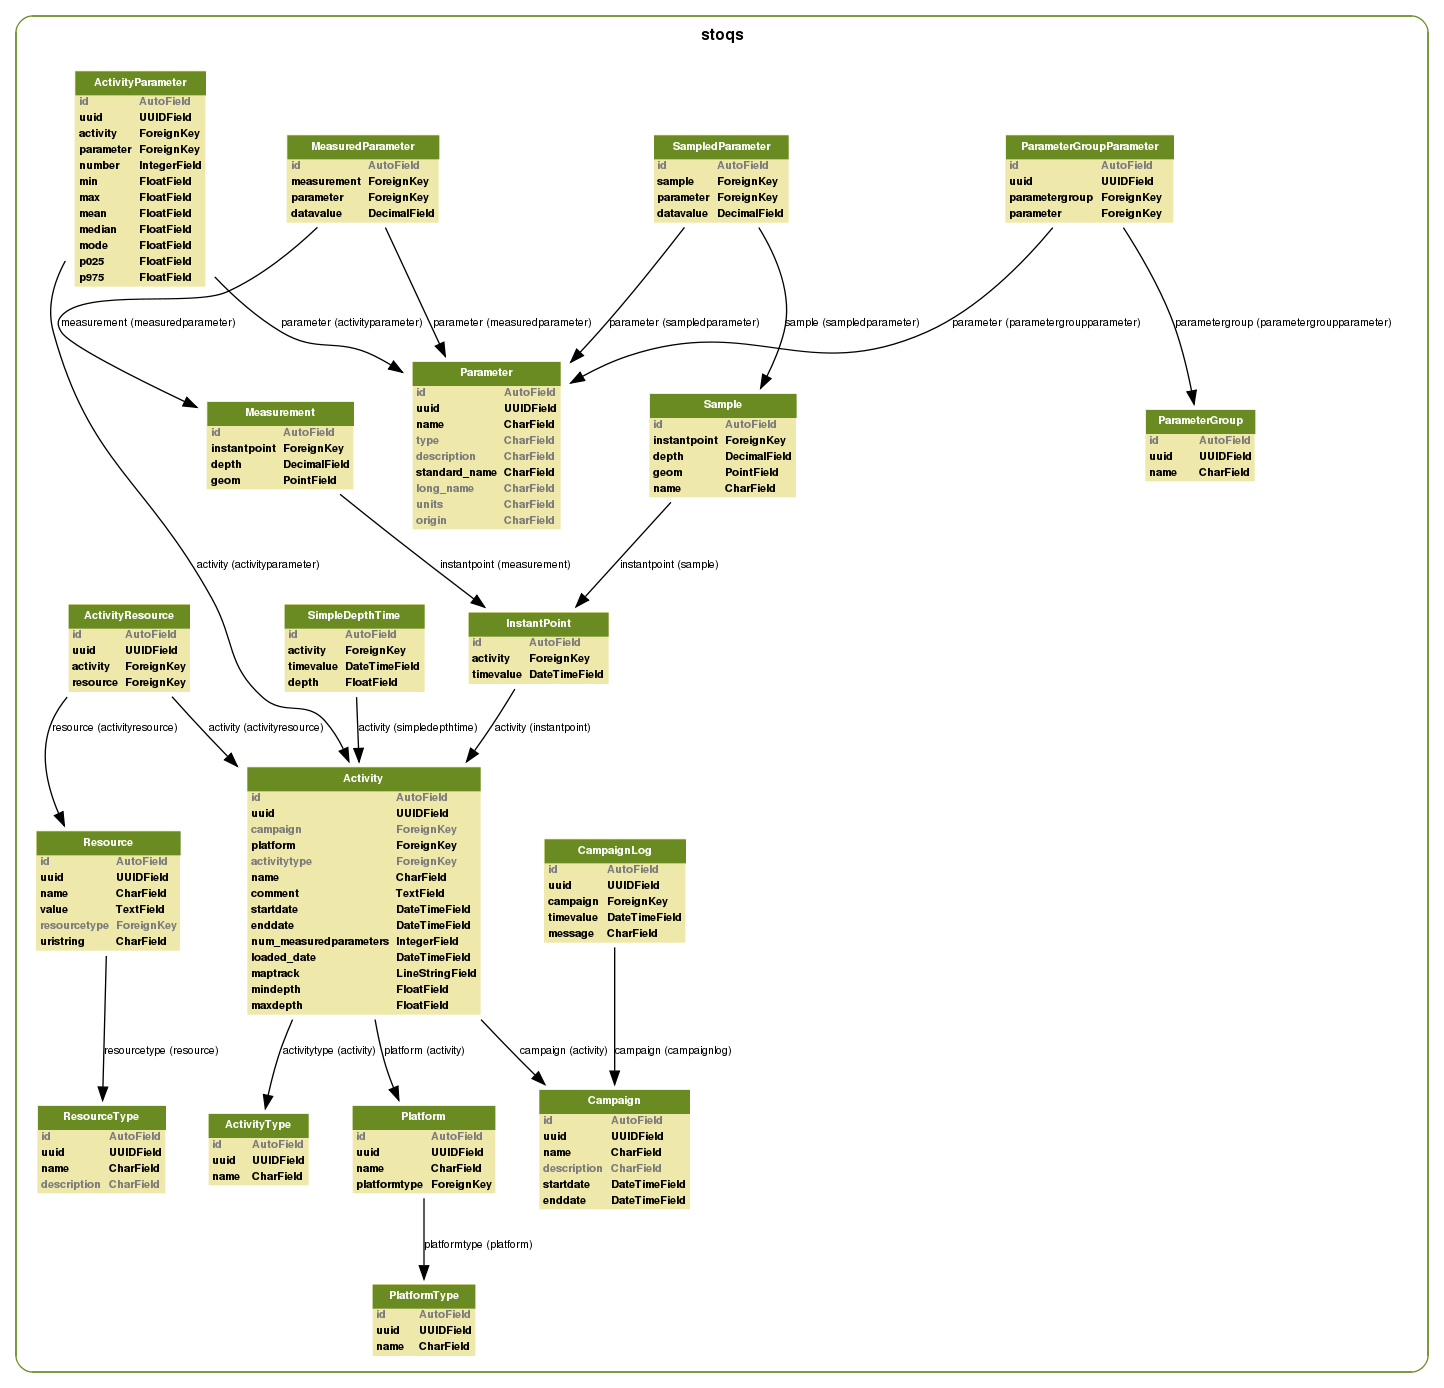 stoqs
ActivityParameter
id AutoField
uuid UUIDField
activity ForeignKey
parameter ForeignKey
number IntegerField
min FloatField
max FloatField
mean FloatField
median FloatField
mode FloatField
p025 FloatField
p975 FloatField
MeasuredParameter
id AutoField
measurement ForeignKey
parameter ForeignKey
datavalue DecimalField
SampledParameter
id AutoField
sample ForeignKey
parameter ForeignKey
datavalue DecimalField
ParameterGroupParameter
id AutoField
uuid UUIDField
parametergroup ForeignKey
parameter ForeignKey
measurement (measuredparameter)
parameter (activityparameter)
parameter (measuredparameter)
parameter (sampledparameter)
sample (sampledparameter)
parameter (parametergroupparameter)
parametergroup (parametergroupparameter)
Measurement
id AutoField
instantpoint ForeignKey
depth DecimalField
geom PointField
Parameter
id AutoField
uuid UUIDField
name CharField
type CharField
description CharField
standard_name CharField
long_name CharField
units CharField
origin CharField
Sample
id AutoField
instantpoint ForeignKey
depth DecimalField
geom PointField
name CharField
ParameterGroup
id AutoField
uuid UUIDField
name CharField
activity (activityparameter)
instantpoint (measurement)
instantpoint (sample)
ActivityResource
id AutoField
uuid UUIDField
activity ForeignKey
resource ForeignKey
SimpleDepthTime
id AutoField
activity ForeignKey
timevalue DateTimeField
depth FloatField
InstantPoint
id AutoField
activity ForeignKey
timevalue DateTimeField
resource (activityresource)
activity (activityresource)
activity (simpledepthtime)
activity (instantpoint)
Resource
id AutoField
uuid UUIDField
name CharField
value TextField
resourcetype ForeignKey
uristring CharField
Activity
id AutoField
uuid UUIDField
campaign ForeignKey
platform ForeignKey
activitytype ForeignKey
name CharField
comment TextField
startdate DateTimeField
enddate DateTimeField
num_measuredparameters IntegerField
loaded_date DateTimeField
maptrack LineStringField
mindepth FloatField
maxdepth FloatField
CampaignLog
id AutoField
uuid UUIDField
campaign ForeignKey
timevalue DateTimeField
message CharField
resourcetype (resource)
activitytype (activity)
platform (activity)
campaign (activity)
campaign (campaignlog)
ResourceType
id AutoField
uuid UUIDField
name CharField
description CharField
ActivityType
id AutoField
uuid UUIDField
name CharField
Platform
id AutoField
uuid UUIDField
name CharField
platformtype ForeignKey
Campaign
id AutoField
uuid UUIDField
name CharField
description CharField
startdate DateTimeField
enddate DateTimeField
platformtype (platform)
PlatformType
id AutoField
uuid UUIDField
name CharField